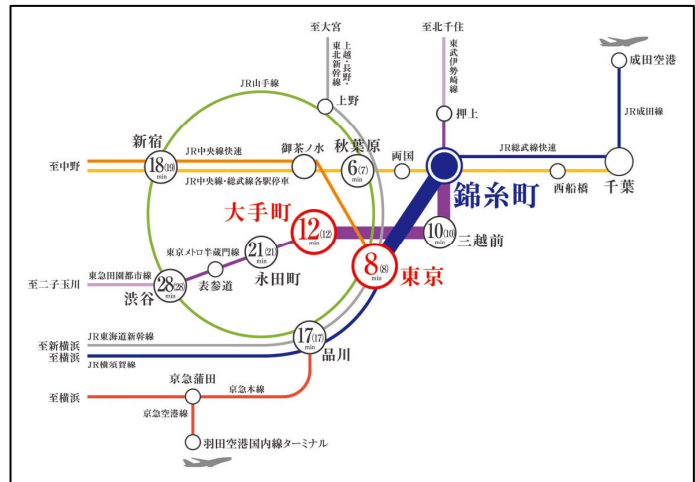 至大宮
上越・長野・
東北新幹線
至北千住
東武伊勢崎線
成田空港
JR成田線
JR山手線
上野
押上
新宿
18(19)
min
JR中央線快速
御茶ノ水
秋葉原
6(7)
min
両国
JR総武線快速
至中野
JR中央線・総武線各駅停車
錦糸町
西船橋
千葉
大手町
12(12)
min
10(10)
min
三越前
東京メトロ半蔵門線
21(21)
min
永田町
8(8)
min
東京
東急田園都市線
至二子玉川
28(28)
min
渋谷
表参道
17(17)
min
品川
JR東海道新幹線
至新横浜
至横浜
JR横須賀線
京急蒲田
京急本線
至横浜
京急空港線
羽田空港国内線ターミナル